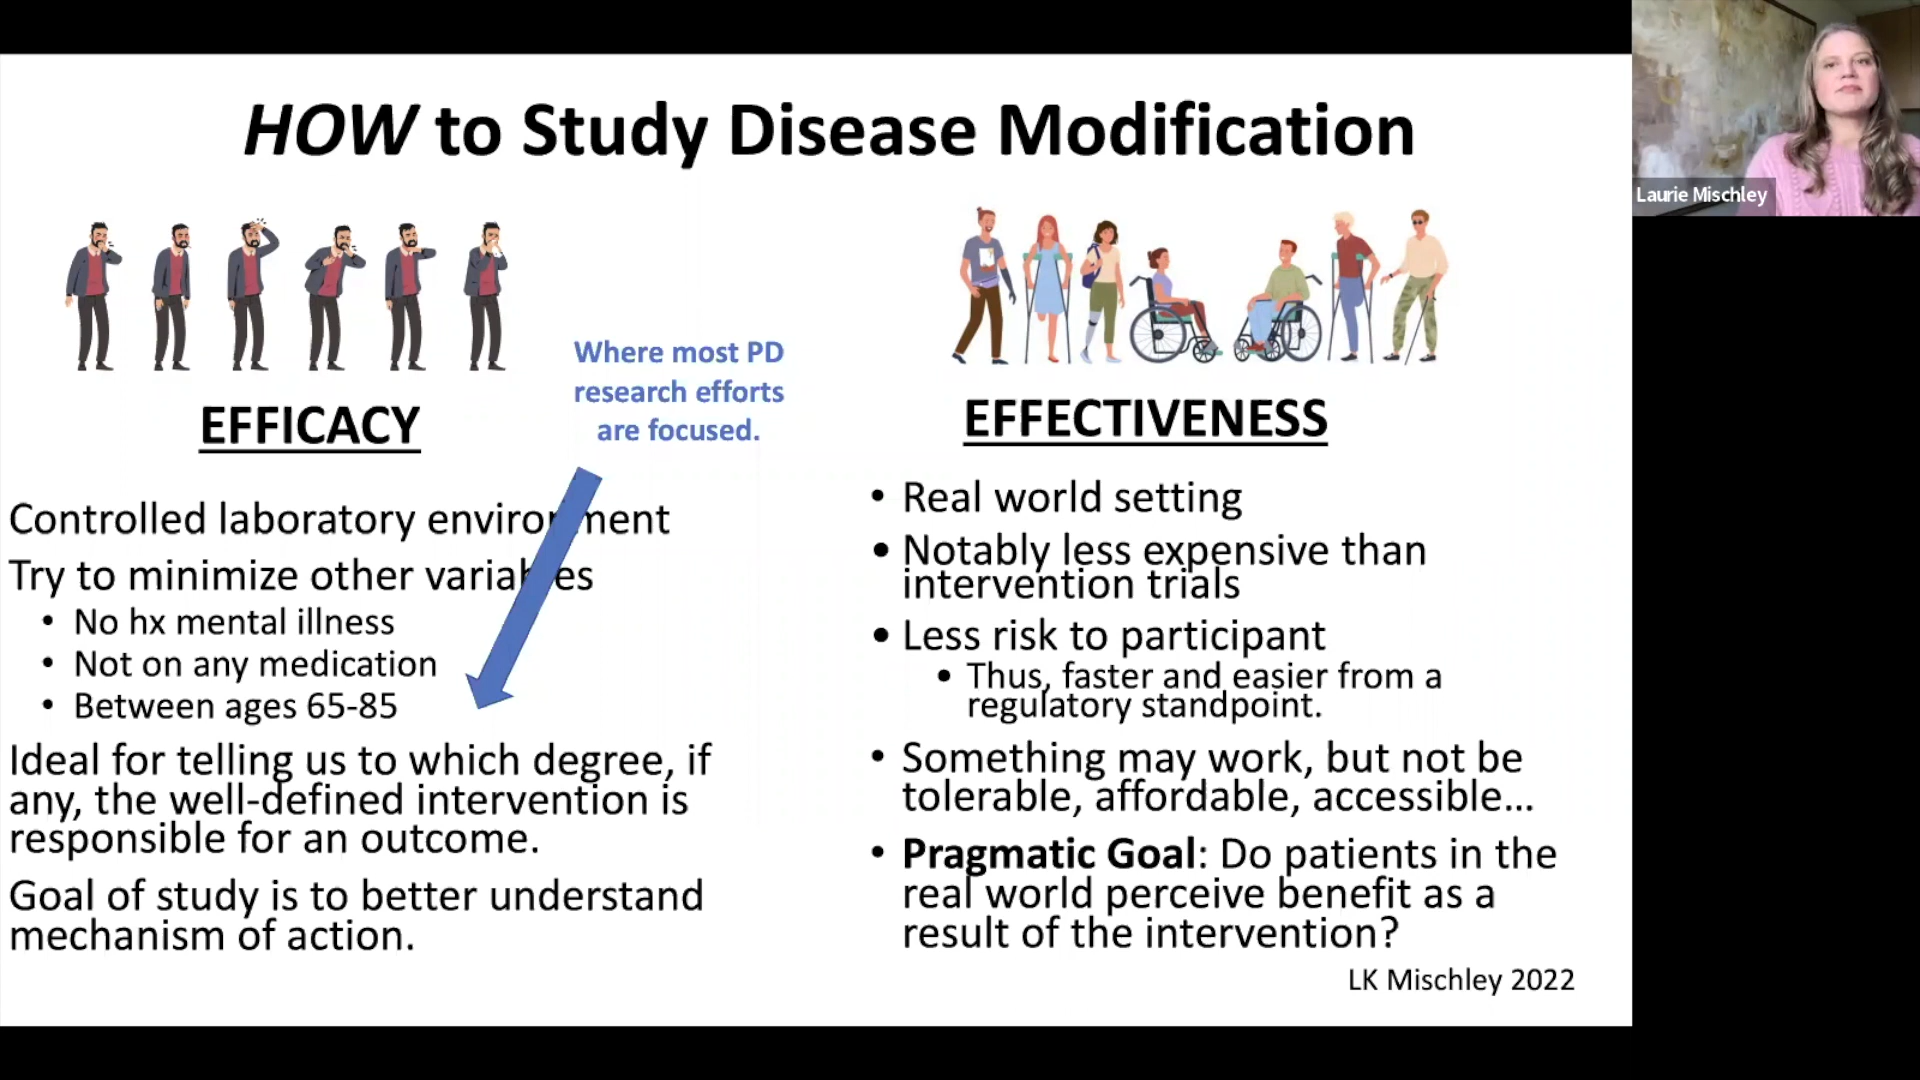 HOW to Study Disease Modification
Laurie Mischley
Where most PD
research efforts
are focused.
EFFICACY
Controlled laboratory environment
Try to minimize other variables
• No hx mental illness
• Not on any medication
• Between ages 65-85
Ideal for telling us to which degree, if
any, the well-defined intervention is
responsible for an outcome.
Goal of study is to better understand
mechanism of action.
EFFECTIVENESS
• Real world setting
• Notably less expensive than
intervention trials
• Less risk to participant
• Thus, faster and easier from a
regulatory standpoint.
• Something may work, but not be
tolerable, affordable, accessible...
• Pragmatic Goal: Do patients in the
real world perceive benefit as a
result of the intervention?
LK Mischley 2022